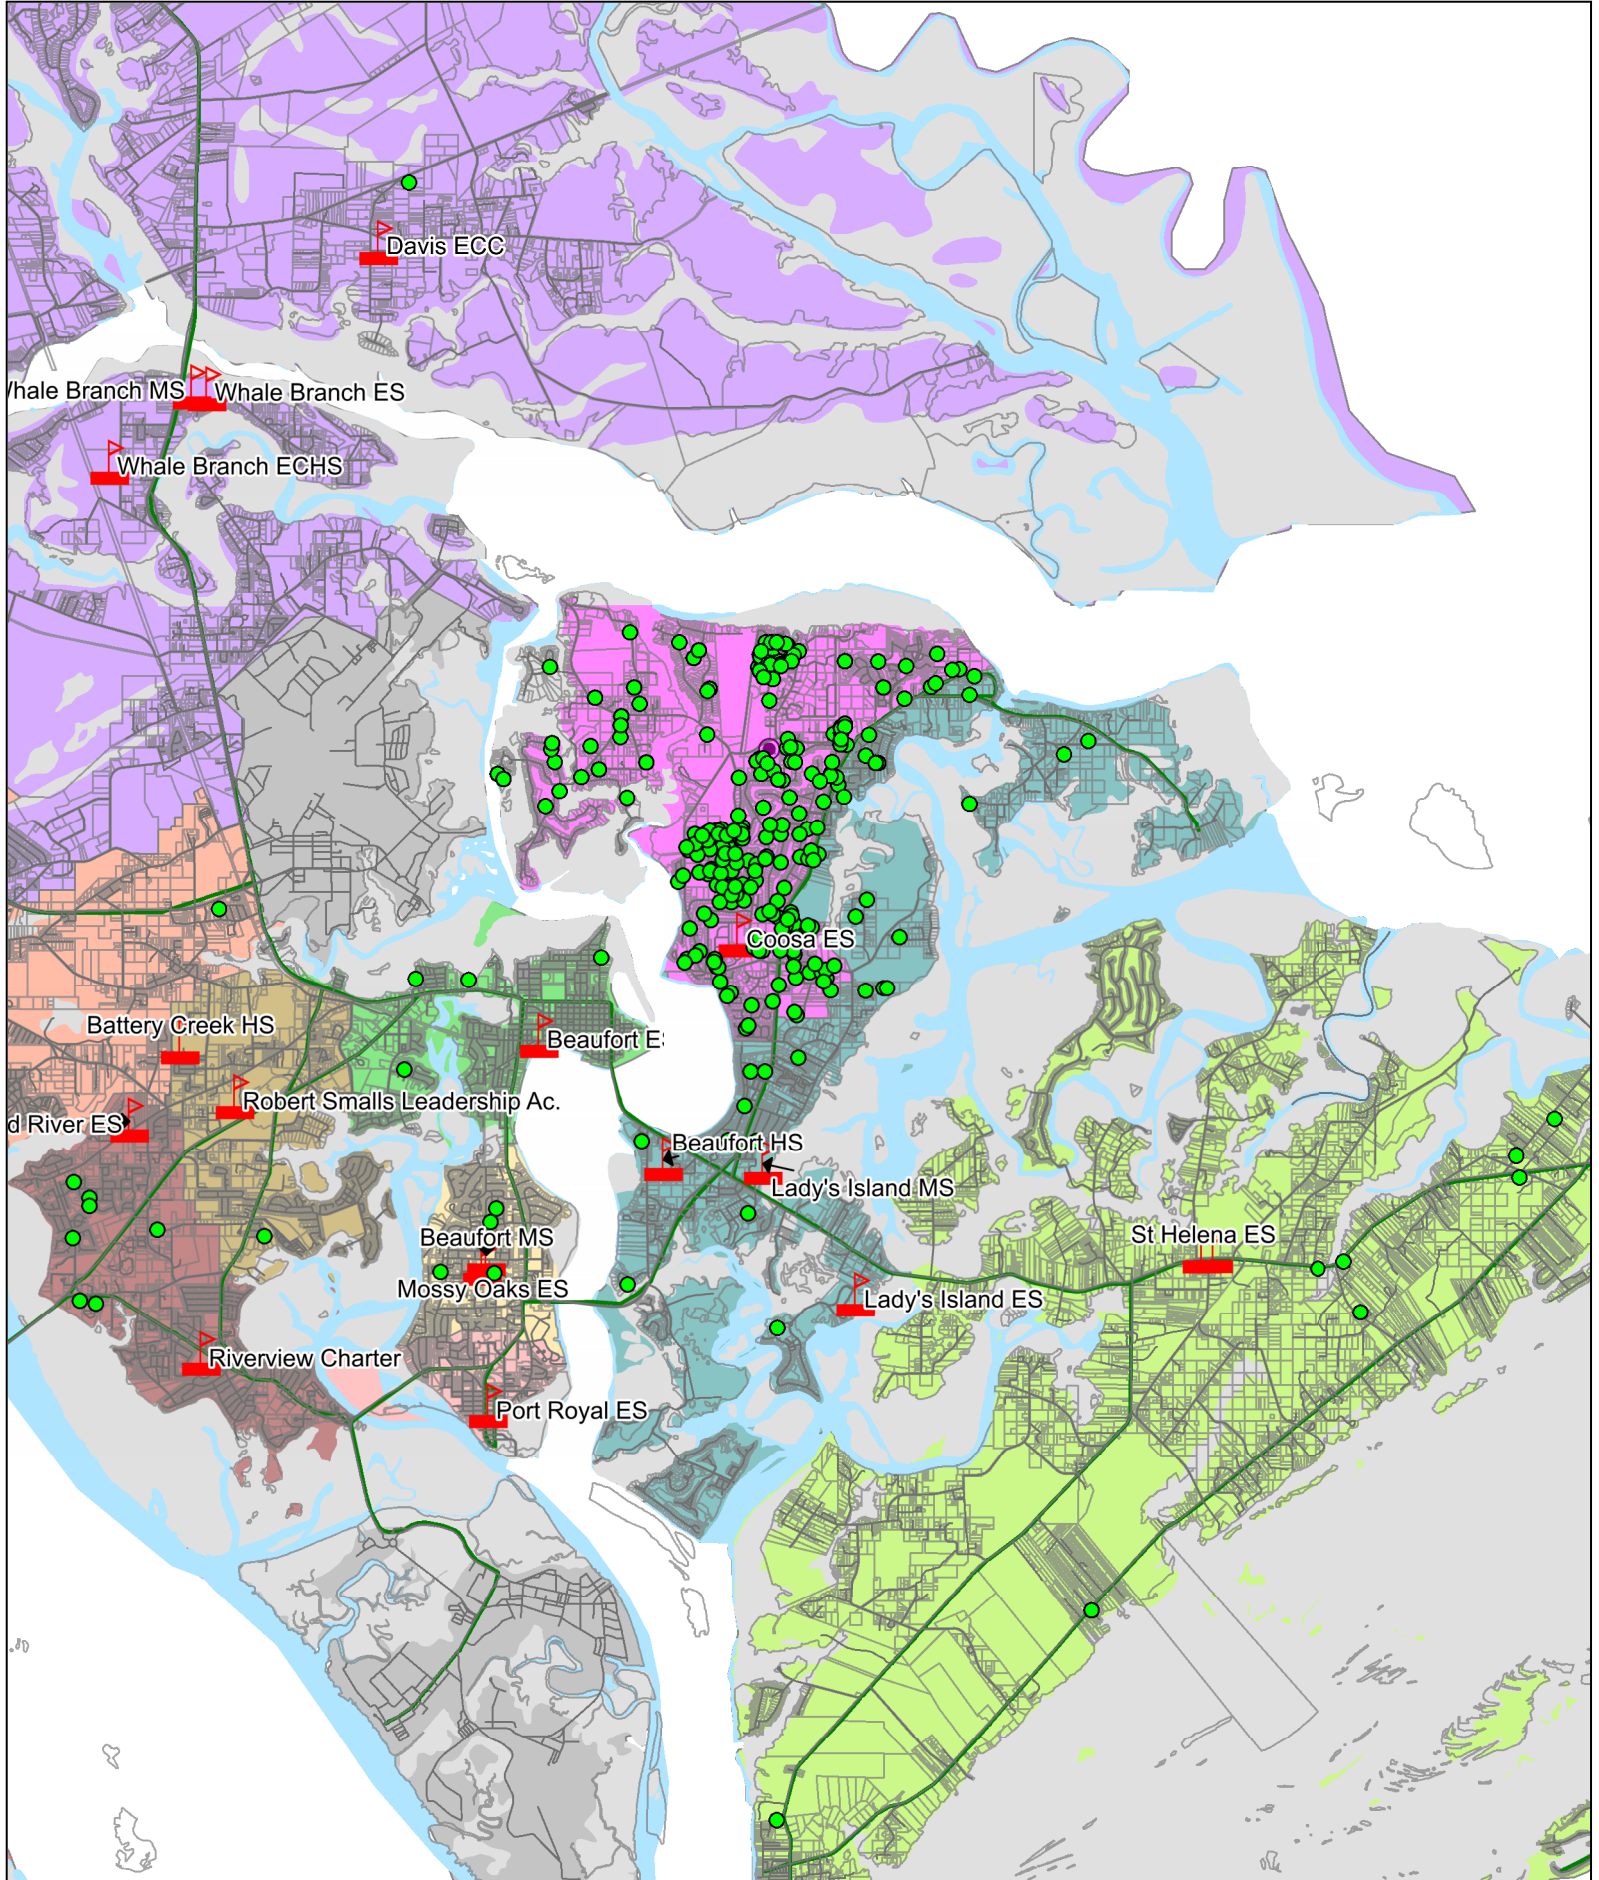 Davis ECC
hale Branch MS
Whale Branch ES
Whale Branch ECHS
Coosa ES
Battery Creek HS
Beaufort ES
Robert Smalls Leadership Ac.
d River ES
Beaufort HS
Lady's Island MS
Beaufort MS
St Helena ES
Mossy Oaks ES
Lady's Island ES
Riverview Charter
Port Royal ES